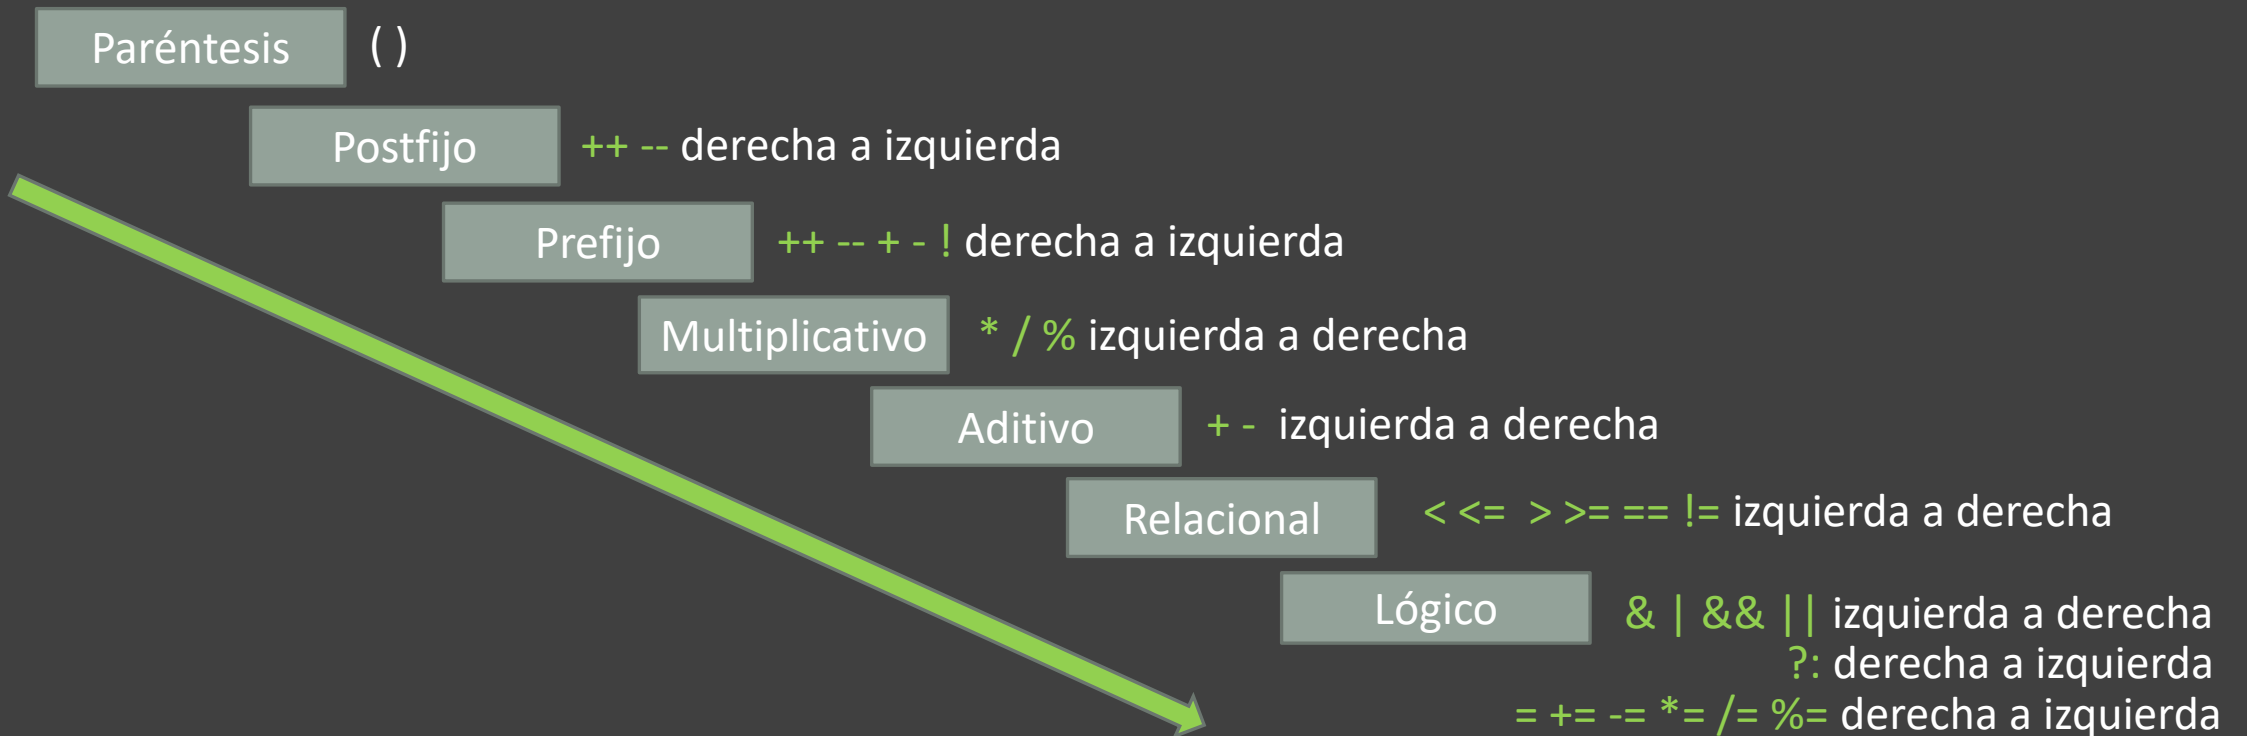 Paréntesis ( )
Postfijo ++ -- derecha a izquierda
Prefijo ++ -- + - ! derecha a izquierda
Multiplicativo * / % izquierda a derecha
Aditivo + - izquierda a derecha
Relacional < <= > >= == != izquierda a derecha
Lógico & | && || izquierda a derecha
?: derecha a izquierda
= += -= *= /= %= derecha a izquierda